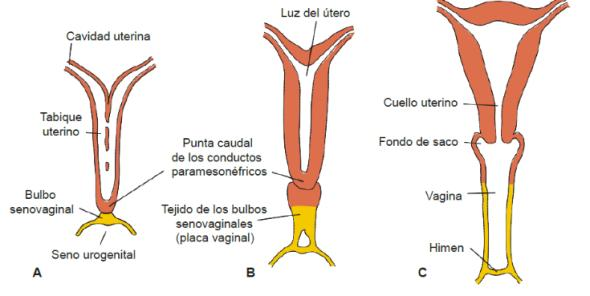 Cavidad uterina
Tabique
uterino
Bulbo
senovaginal
Seno urogenital
A
Luz del útero
Punta caudal
de los conductos
paramesonéfricos
Tejido de los bulbos
senovaginales
(placa vaginal)
B
Cuello uterino
Fondo de saco
Vagina
Himen
C